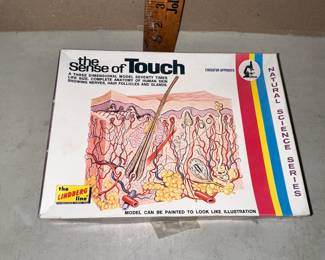 the
sense of Touch
A THREE DIMENSIONAL MODEL SEVENTY TIMES
LIFE SIZE. COMPLETE ANATOMY OF HUMAN SKIN
SHOWING NERVES, HAIR FOLLICLES AND GLANDS.
EDUCATOR APPROVED
NATURAL SCIENCE SERIES
the
LINDBERG
line
MODEL CAN BE PAINTED TO LOOK LIKE ILLUSTRATION